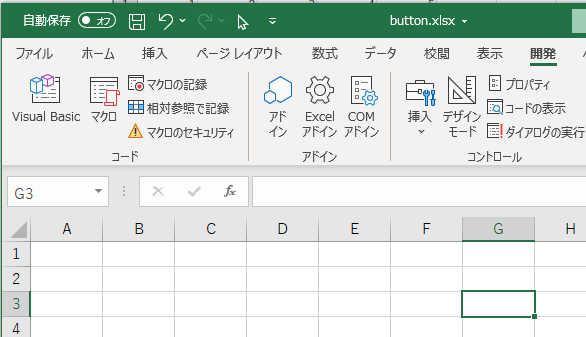 自動保存 オフ button.xlsx
ファイル ホーム 挿入 ページ レイアウト 数式 データ 校閲 表示 開発
Visual Basic
マクロ
マクロの記録
相対参照で記録
マクロのセキュリティ
コード
アド
イン
Excel
アドイン
COM
アドイン
アドイン
挿入
デザイン
モード
プロパティ
コードの表示
ダイアログの実行
コントロール
G3 fx
A B C D E F G H
1
2
3
4